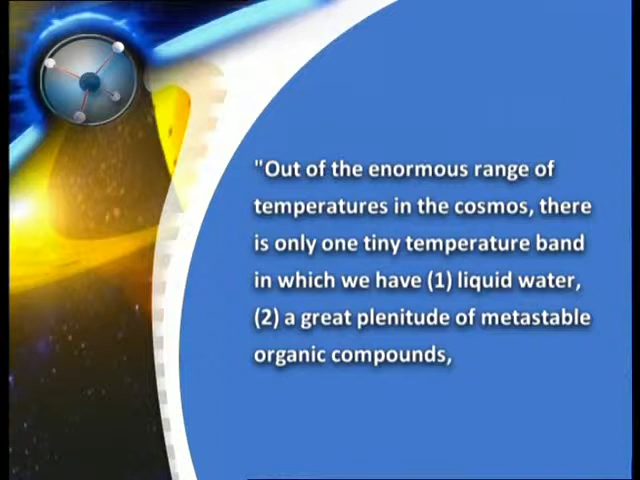 "Out of the enormous range of
temperatures in the cosmos, there
is only one tiny temperature band
in which we have (1) liquid water,
(2) a great plenitude of metastable
organic compounds,